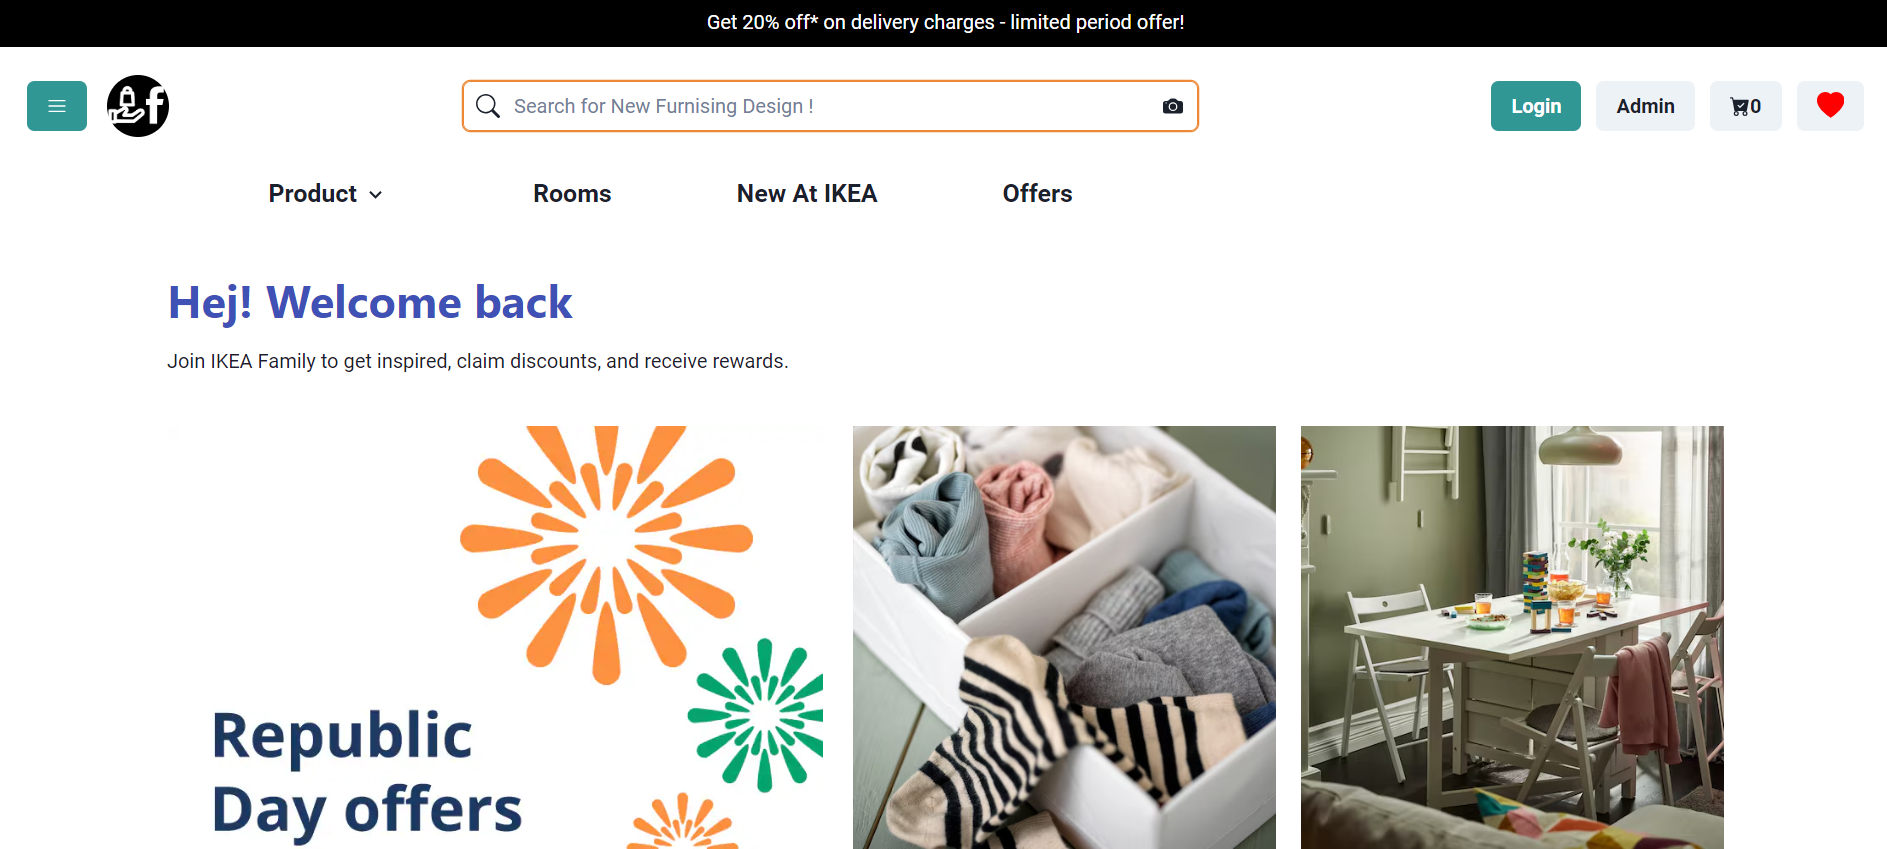 Get 20% off* on delivery charges - limited period offer!
f
Search for New Furnising Design !
Login
Admin
0
Product
Rooms
New At IKEA
Offers
Hej! Welcome back
Join IKEA Family to get inspired, claim discounts, and receive rewards.
Republic
Day offers